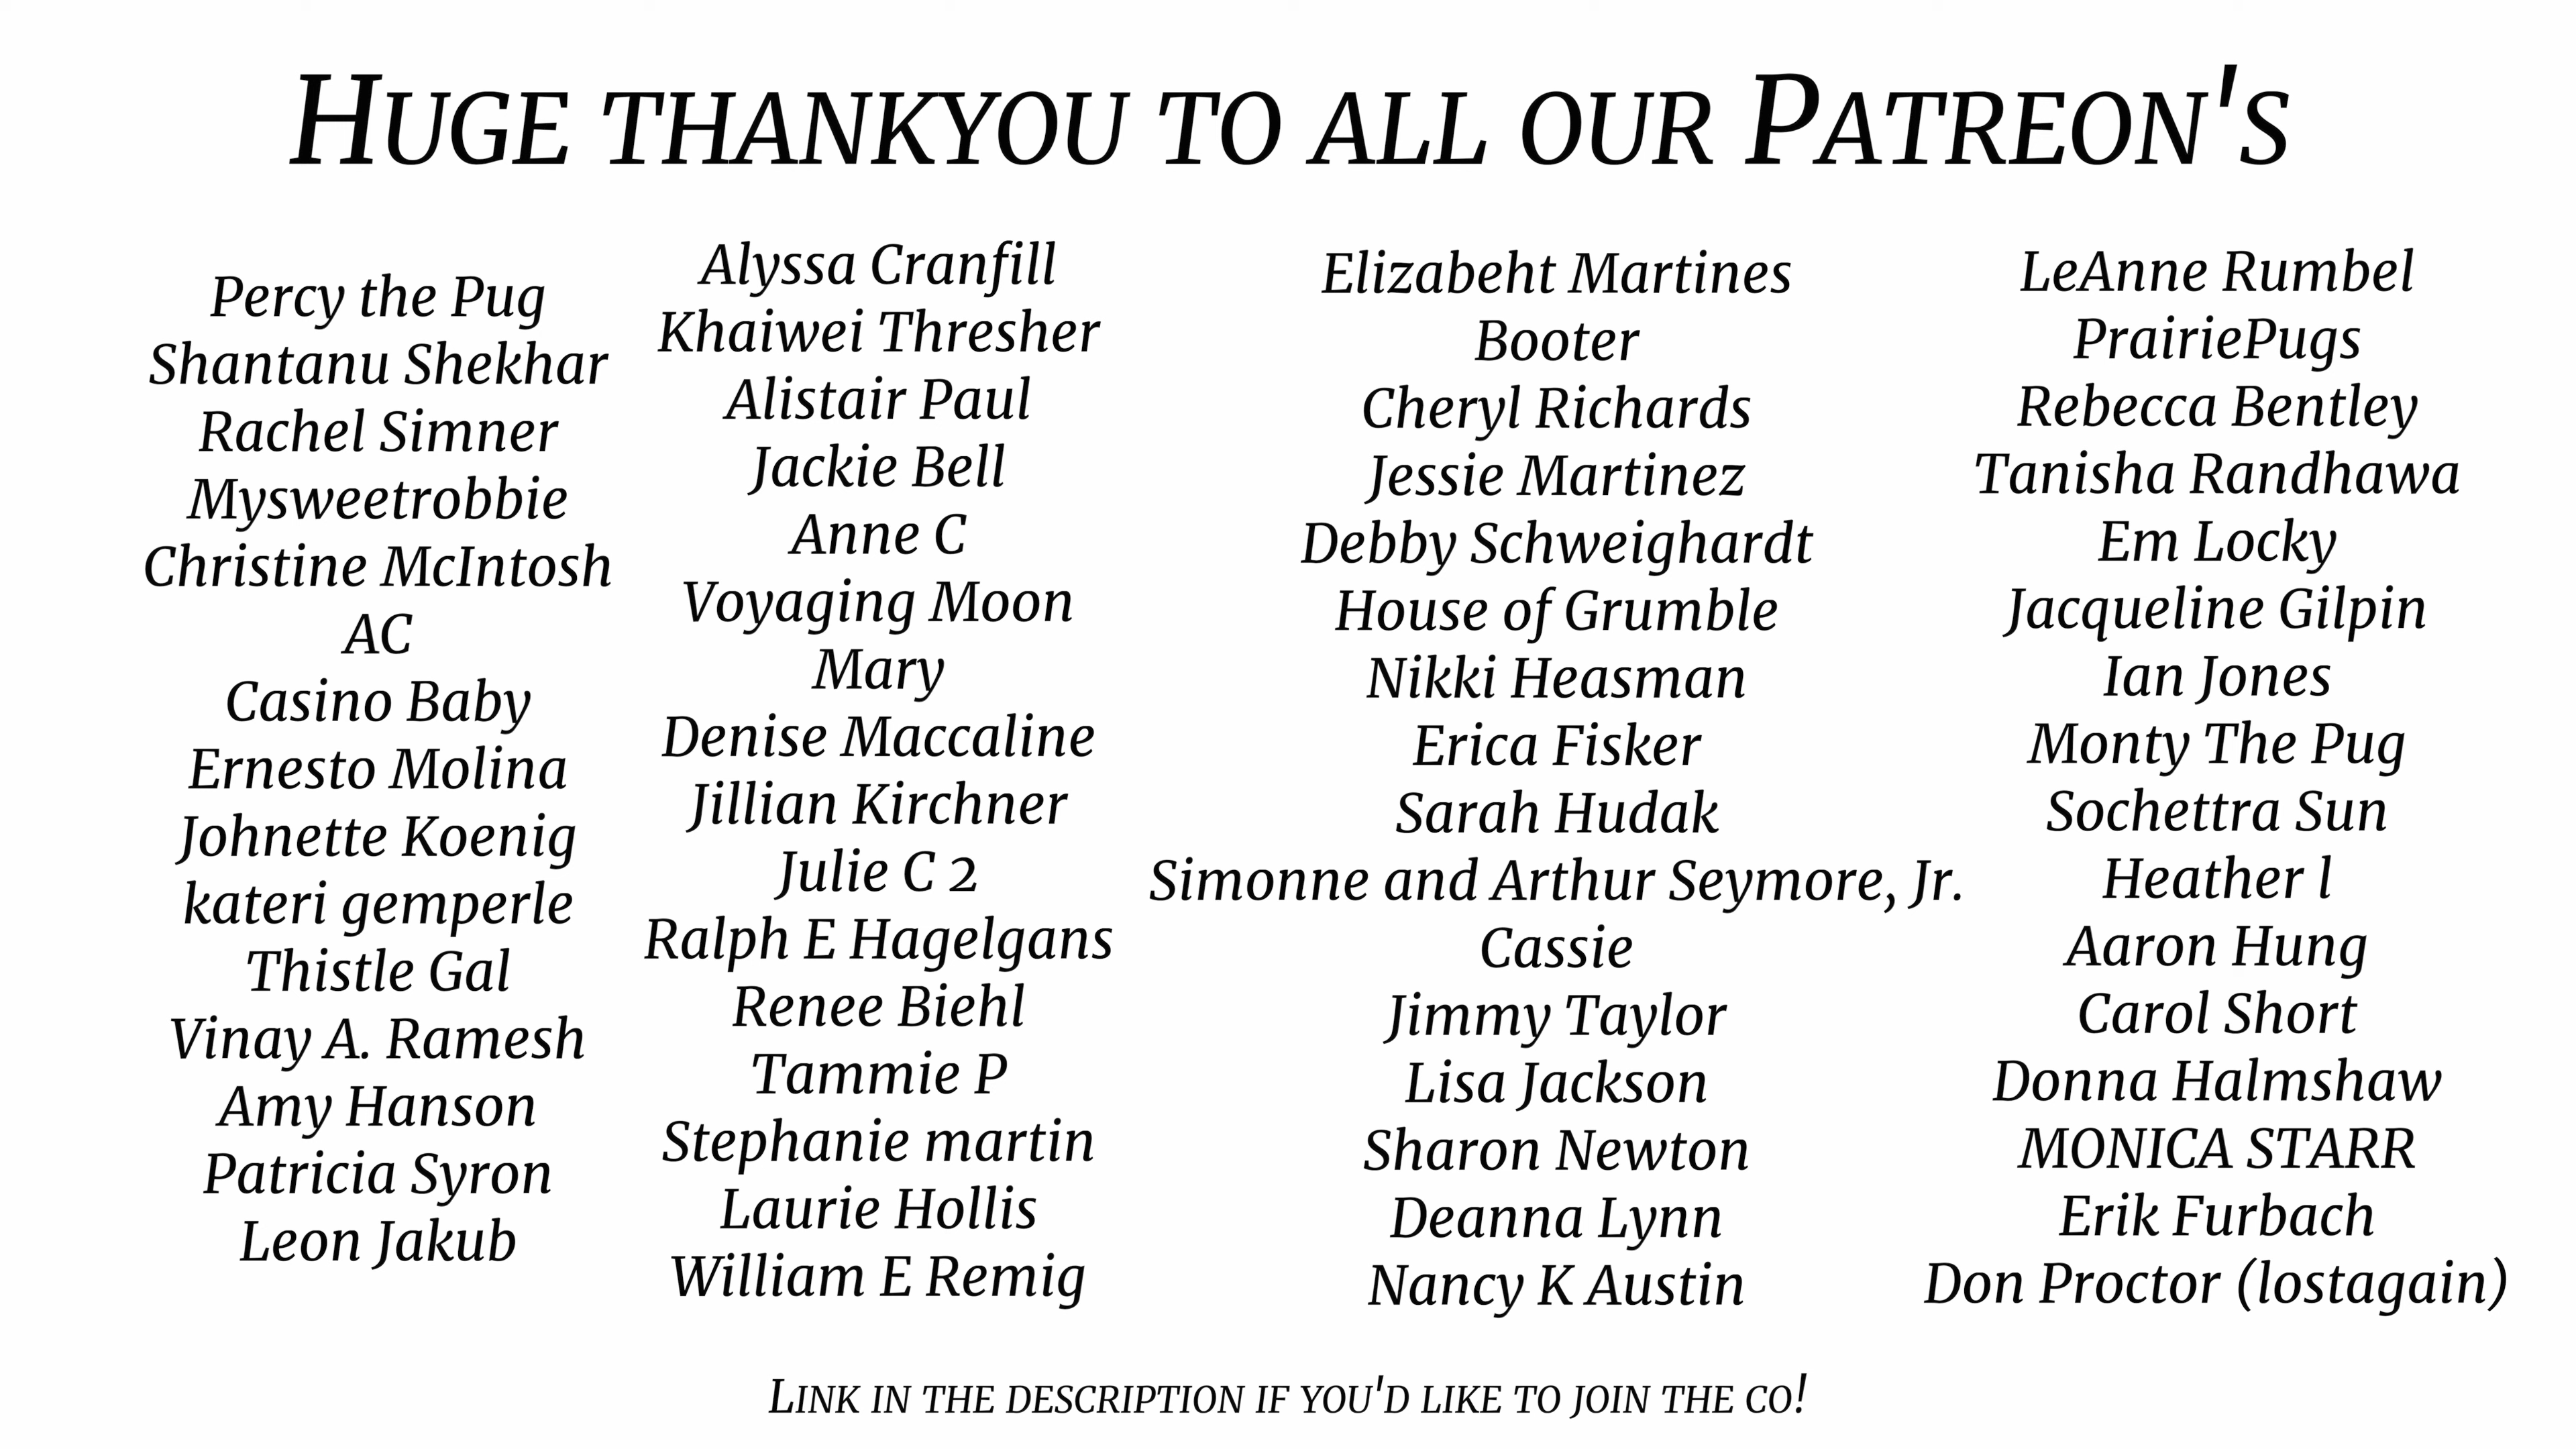 Huge thankyou to all our Patreon's
Percy the Pug
Shantanu Shekhar
Rachel Simner
Mysweetrobbie
Christine McIntosh
AC
Casino Baby
Ernesto Molina
Johnette Koenig
kateri gemperle
Thistle Gal
Vinay A. Ramesh
Amy Hanson
Patricia Syron
Leon Jakub
Alyssa Cranfill
Khaiwei Thresher
Alistair Paul
Jackie Bell
Anne C
Voyaging Moon
Mary
Denise Maccaline
Jillian Kirchner
Julie C 2
Ralph E Hagelgans
Renee Biehl
Tammie P
Stephanie martin
Laurie Hollis
William E Remig
Elizabeht Martines
Booter
Cheryl Richards
Jessie Martinez
Debby Schweighardt
House of Grumble
Nikki Heasman
Erica Fisker
Sarah Hudak
Simonne and Arthur Seymore, Jr.
Cassie
Jimmy Taylor
Lisa Jackson
Sharon Newton
Deanna Lynn
Nancy K Austin
LeAnne Rumbel
PrairiePugs
Rebecca Bentley
Tanisha Randhawa
Em Locky
Jacqueline Gilpin
Ian Jones
Monty The Pug
Sochettra Sun
Heather l
Aaron Hung
Carol Short
Donna Halmshaw
MONICA STARR
Erik Furbach
Don Proctor (lostagain)
Link in the description if you'd like to join the co!